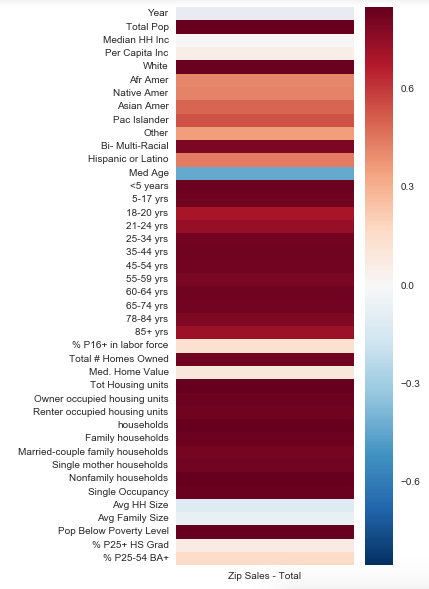 Year
Total Pop
Median HH Inc
Per Capita Inc
White
Afr Amer
Native Amer
Asian Amer
Pac Islander
Other
Bi- Multi-Racial
Hispanic or Latino
Med Age
<5 years
5-17 yrs
18-20 yrs
21-24 yrs
25-34 yrs
35-44 yrs
45-54 yrs
55-59 yrs
60-64 yrs
65-74 yrs
78-84 yrs
85+ yrs
% P16+ in labor force
Total # Homes Owned
Med. Home Value
Tot Housing units
Owner occupied housing units
Renter occupied housing units
households
Family households
Married-couple family households
Single mother households
Nonfamily households
Single Occupancy
Avg HH Size
Avg Family Size
Pop Below Poverty Level
% P25+ HS Grad
% P25-54 BA+
Zip Sales - Total
0.6
0.3
0.0
−0.3
−0.6